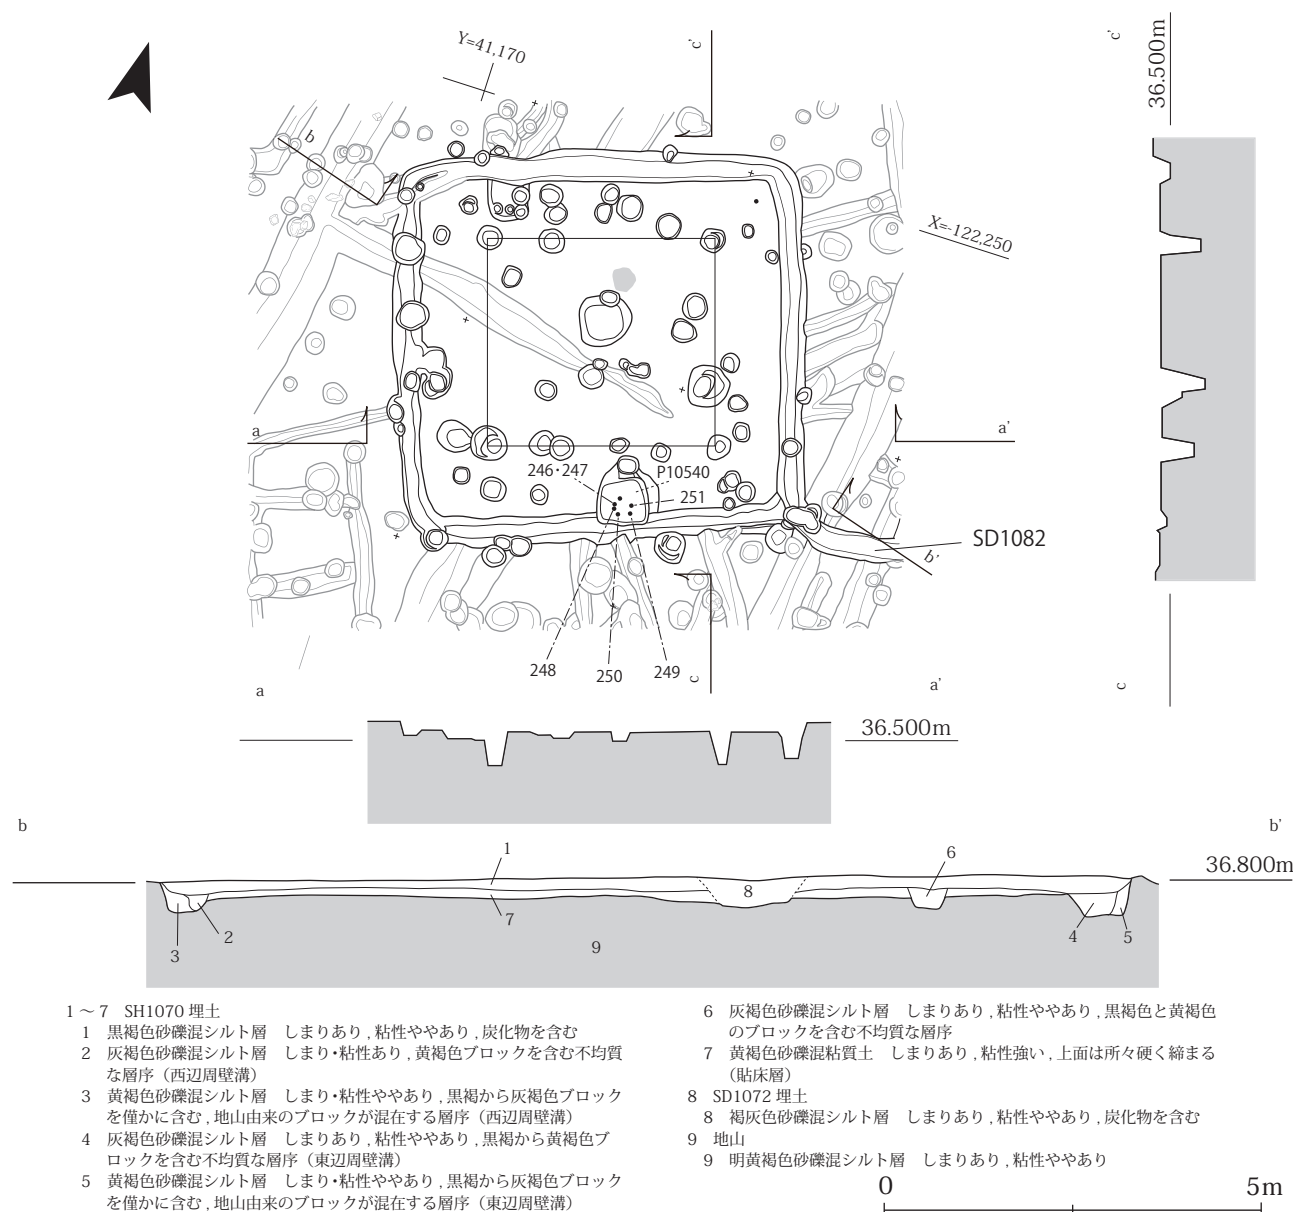 c'
Y=41,170
b
X=-122,250
a
a'
246・247
P10540
251
SD1082
b'
248
250
249
c
c'
36.500m
c
a
a'
36.500m
b
b'
1
6
36.800m
8
7
2
3
9
4
5
1～7 SH1070 埋土
1 黒褐色砂礫混シルト層 しまりあり,粘性ややあり,炭化物を含む
2 灰褐色砂礫混シルト層 しまり・粘性あり,黄褐色ブロックを含む不均質
な層序（西辺周壁溝）
3 黄褐色砂礫混シルト層 しまり・粘性ややあり,黒褐から灰褐色ブロック
を僅かに含む,地山由来のブロックが混在する層序（西辺周壁溝）
4 灰褐色砂礫混シルト層 しまりあり,粘性ややあり,黒褐から黄褐色ブ
ロックを含む不均質な層序（東辺周壁溝）
5 黄褐色砂礫混シルト層 しまり・粘性ややあり,黒褐から灰褐色ブロック
を僅かに含む,地山由来のブロックが混在する層序（東辺周壁溝）
6 灰褐色砂礫混シルト層 しまりあり,粘性ややあり,黒褐色と黄褐色
のブロックを含む不均質な層序
7 黄褐色砂礫混粘質土 しまりあり,粘性強い,上面は所々硬く締まる
（貼床層）
8 SD1072 埋土
8 褐灰色砂礫混シルト層 しまりあり,粘性ややあり,炭化物を含む
9 地山
9 明黄褐色砂礫混シルト層 しまりあり,粘性ややあり
0
5m